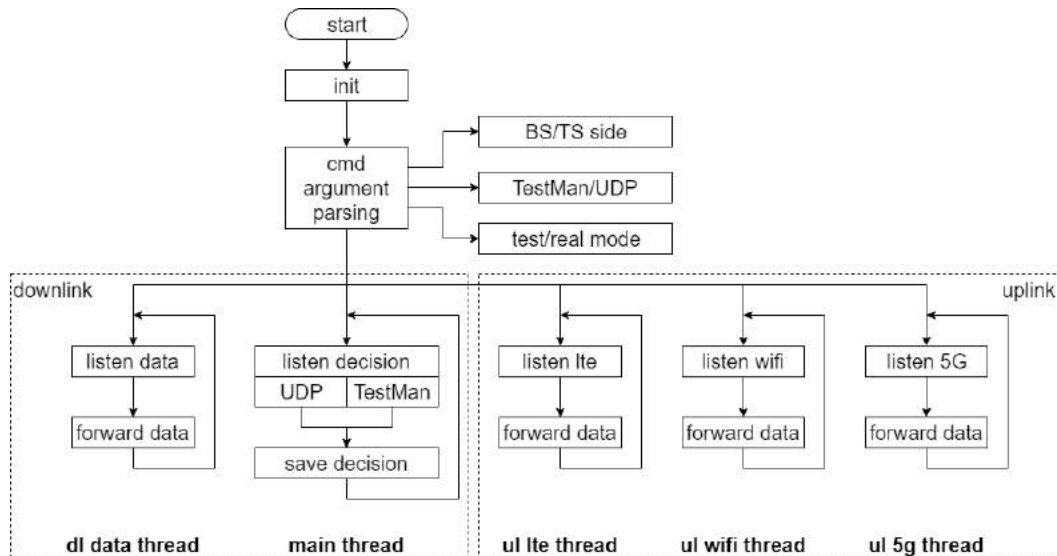 start
init
cmd
argument
parsing
BS/TS side
TestMan/UDP
test/real mode
downlink
uplink
listen data
forward data
listen decision
UDP
TestMan
save decision
listen lte
forward data
listen wifi
forward data
listen 5G
forward data
dl data thread
main thread
ul lte thread
ul wifi thread
ul 5g thread